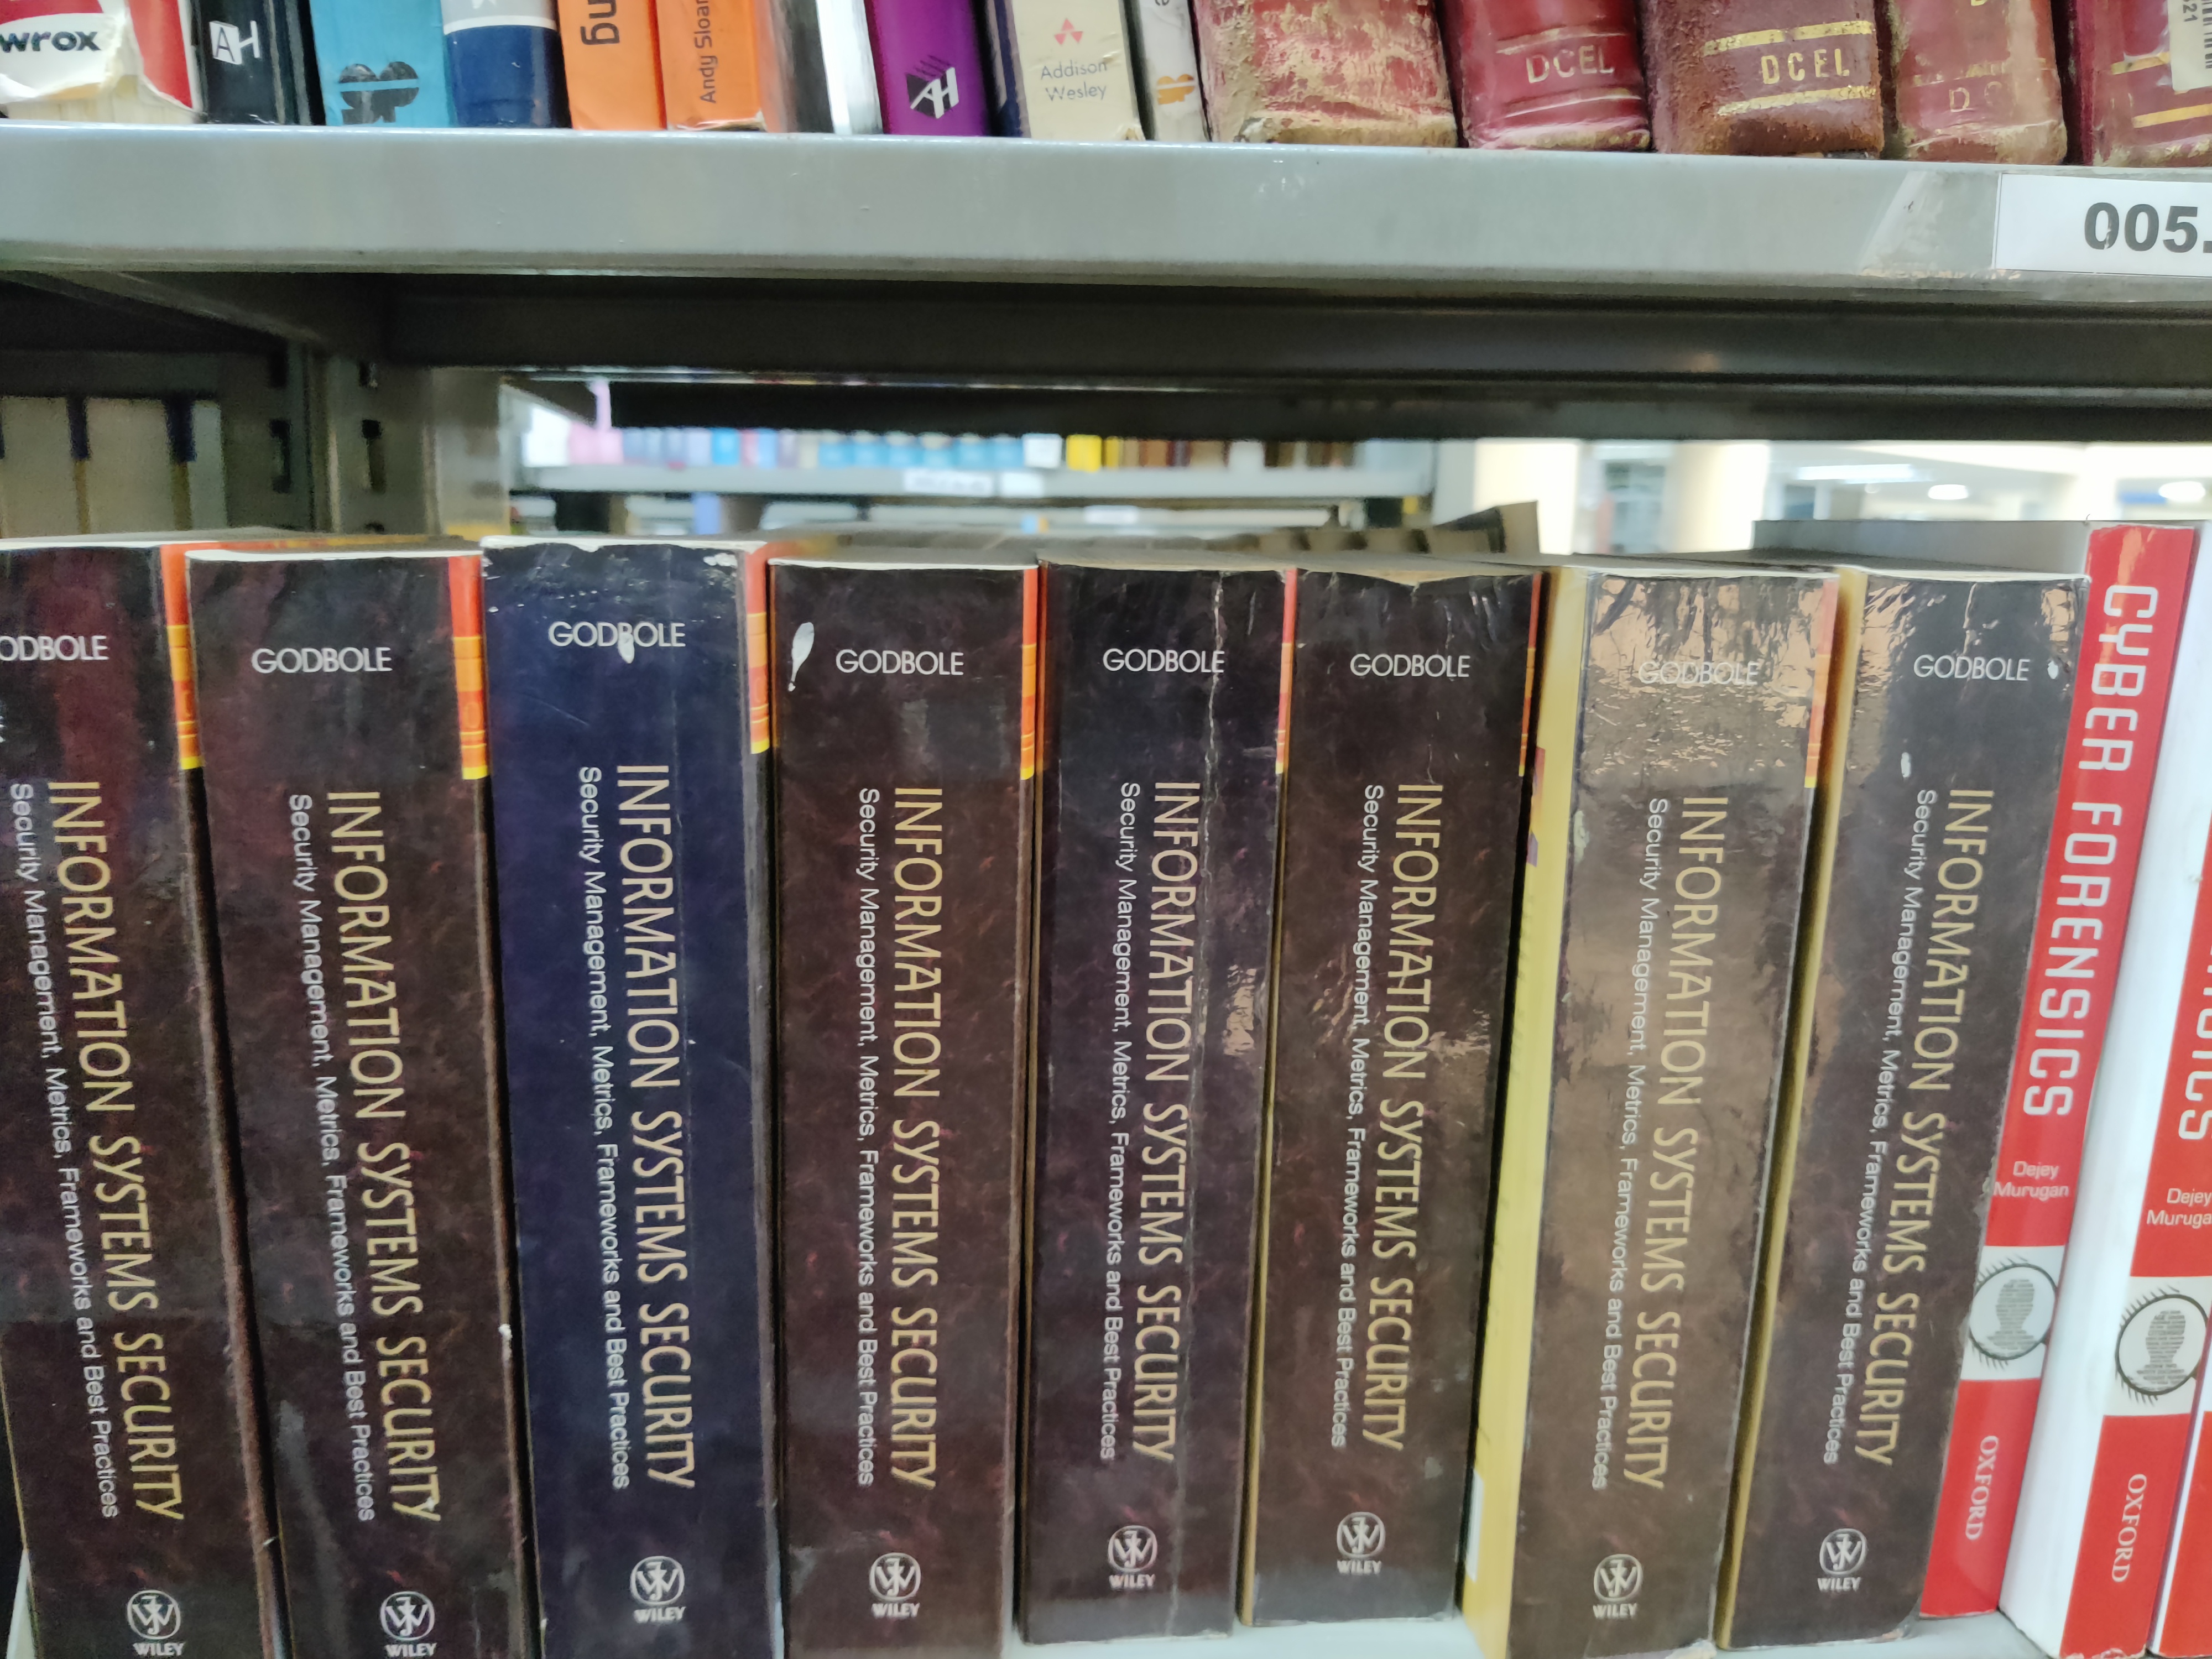 wrox
AH
ng
Andy Sloan
AH
Addison
Wesley
DCEL
DCEL
D C
21
005.
ODBOLE
INFORMATION SYSTEMS SECURITY
Security Management, Metrics, Frameworks and Best Practices
WILEY
GODBOLE
INFORMATION SYSTEMS SECURITY
Security Management, Metrics, Frameworks and Best Practices
WILEY
GODBOLE
INFORMATION SYSTEMS SECURITY
Security Management, Metrics, Frameworks and Best Practices
WILEY
GODBOLE
INFORMATION SYSTEMS SECURITY
Security Management, Metrics, Frameworks and Best Practices
WILEY
GODBOLE
INFORMATION SYSTEMS SECURITY
Security Management, Metrics, Frameworks and Best Practices
WILEY
GODBOLE
INFORMATION SYSTEMS SECURITY
Security Management, Metrics, Frameworks and Best Practices
WILEY
GODBOLE
INFORMATION SYSTEMS SECURITY
Security Management, Metrics, Frameworks and Best Practices
WILEY
GODBOLE
INFORMATION SYSTEMS SECURITY
Security Management, Metrics, Frameworks and Best Practices
WILEY
CYBER FORENSICS
Dejey
Murugan
OXFORD
Dejey
Muruga
OXFORD